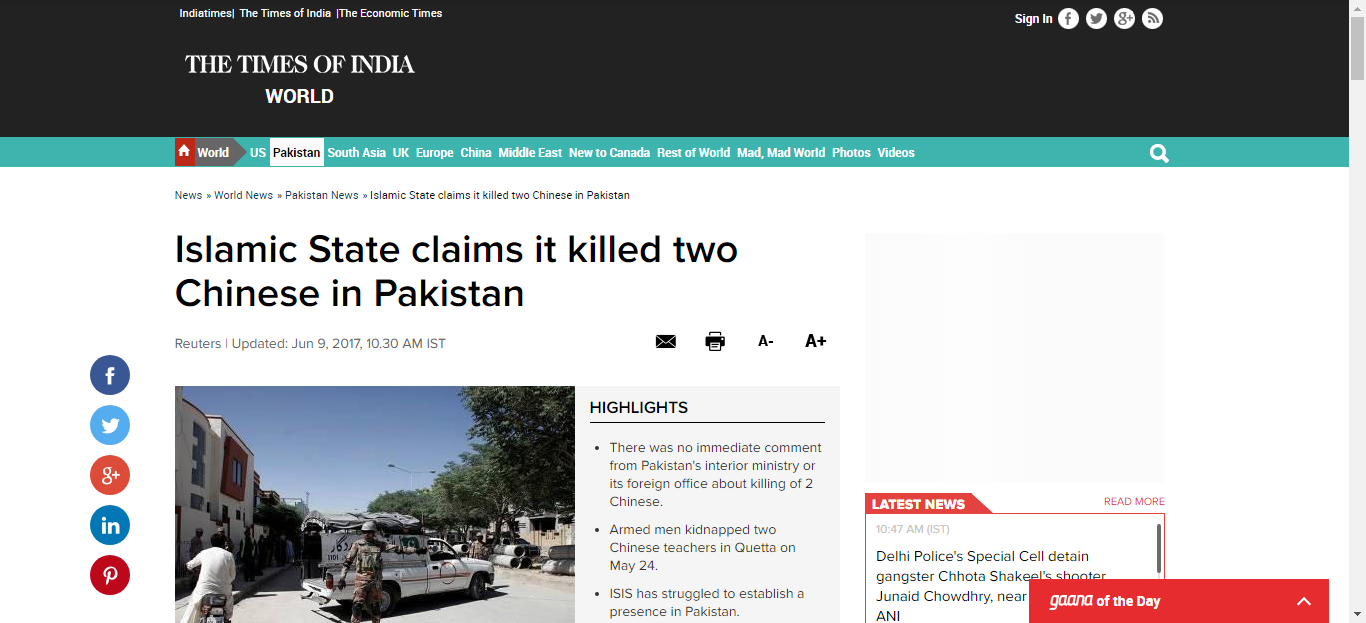 Indiatimes| The Times of India |The Economic Times
Sign In
THE TIMES OF INDIA
WORLD
World US Pakistan South Asia UK Europe China Middle East New to Canada Rest of World Mad, Mad World Photos Videos
News » World News » Pakistan News » Islamic State claims it killed two Chinese in Pakistan
Islamic State claims it killed two
Chinese in Pakistan
Reuters | Updated: Jun 9, 2017, 10.30 AM IST
A- A+
HIGHLIGHTS
• There was no immediate comment
from Pakistan's interior ministry or
its foreign office about killing of 2
Chinese.
• Armed men kidnapped two
Chinese teachers in Quetta on
May 24.
• ISIS has struggled to establish a
presence in Pakistan.
LATEST NEWS
READ MORE
10:47 AM (IST)
Delhi Police's Special Cell detain
gangster Chhota Shakeel's shooter
Junaid Chowdhry, near
ANI
gaana of the Day